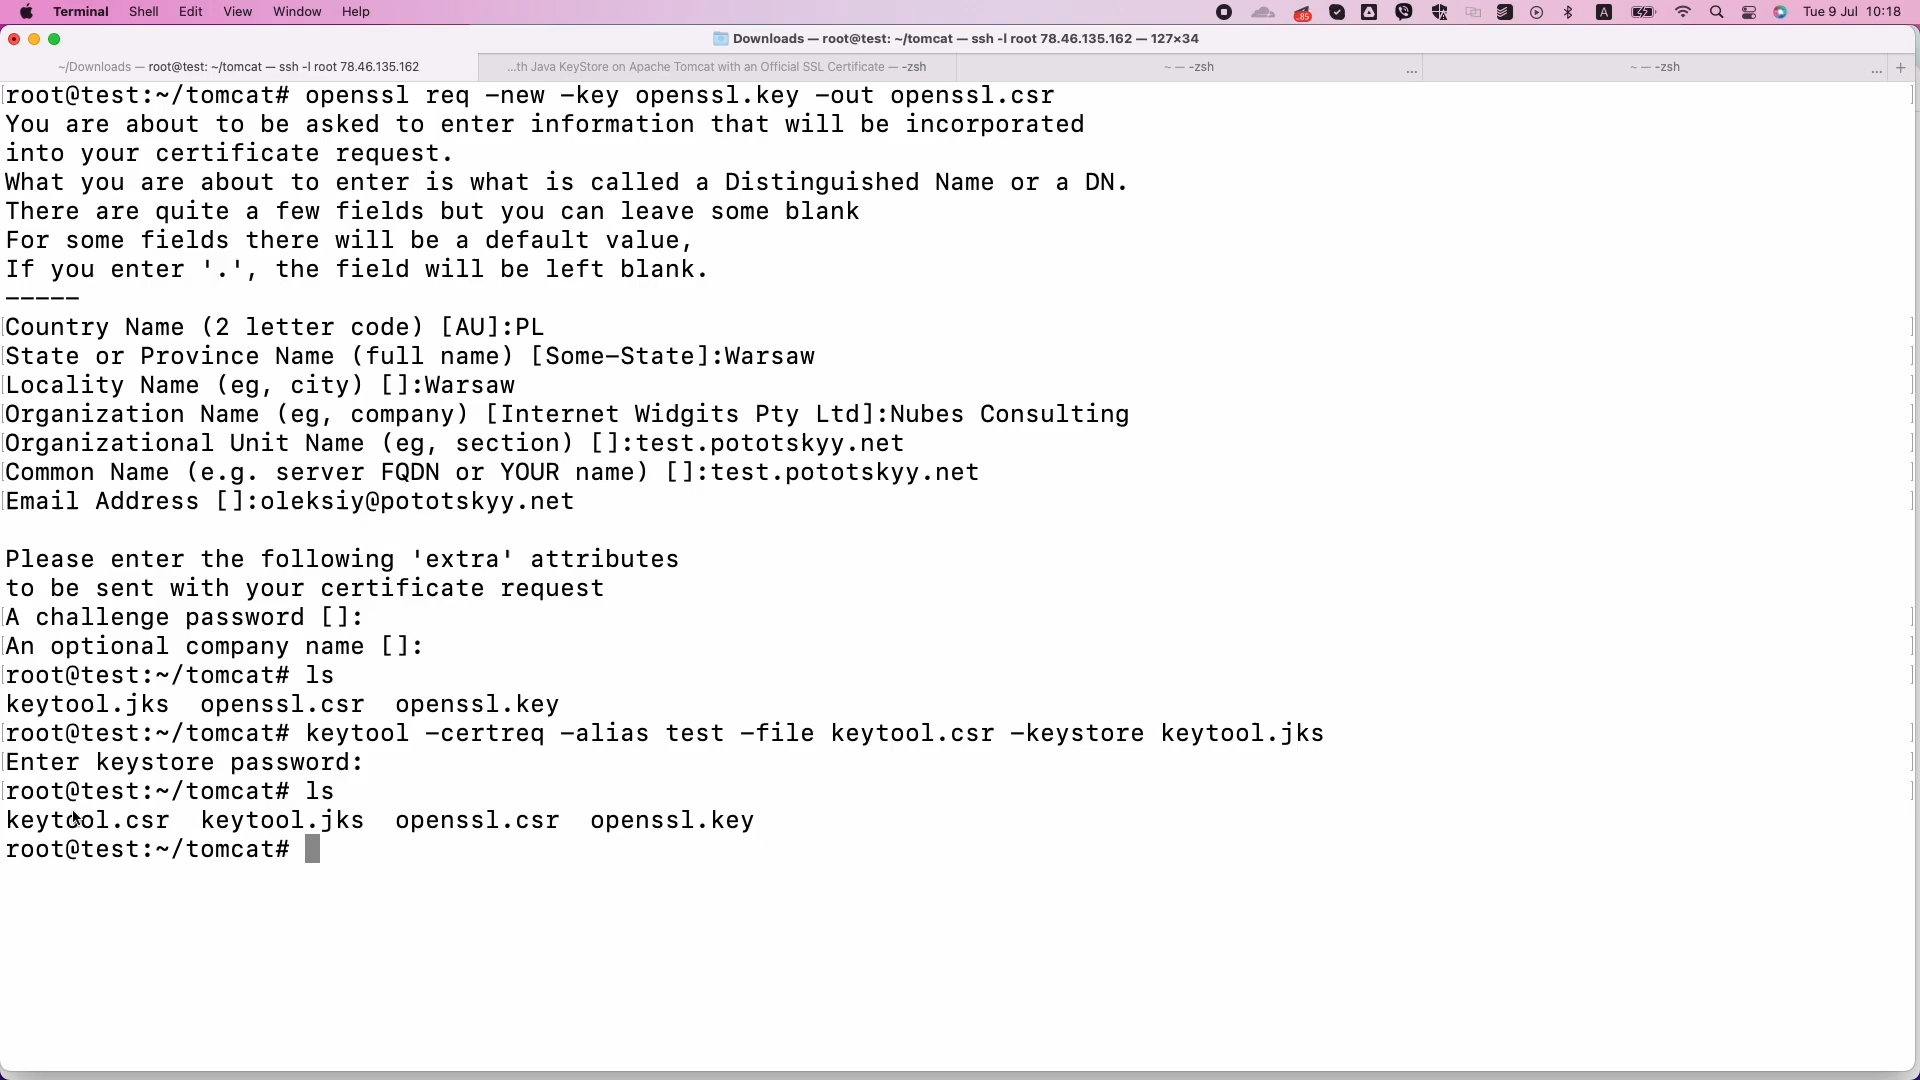 Terminal Shell Edit View Window Help
.85 A Tue 9 Jul 10:18
Downloads — root@test: ~/tomcat — ssh -l root 78.46.135.162 — 127×34
~/Downloads — root@test: ~/tomcat — ssh -l root 78.46.135.162 ...th Java KeyStore on Apache Tomcat with an Official SSL Certificate — -zsh ~ — -zsh ... ~ — -zsh ... +
root@test:~/tomcat# openssl req -new -key openssl.key -out openssl.csr
You are about to be asked to enter information that will be incorporated
into your certificate request.
What you are about to enter is what is called a Distinguished Name or a DN.
There are quite a few fields but you can leave some blank
For some fields there will be a default value,
If you enter '.', the field will be left blank.
-----
Country Name (2 letter code) [AU]:PL
State or Province Name (full name) [Some-State]:Warsaw
Locality Name (eg, city) []:Warsaw
Organization Name (eg, company) [Internet Widgits Pty Ltd]:Nubes Consulting
Organizational Unit Name (eg, section) []:test.pototskyy.net
Common Name (e.g. server FQDN or YOUR name) []:test.pototskyy.net
Email Address []:oleksiy@pototskyy.net
Please enter the following 'extra' attributes
to be sent with your certificate request
A challenge password []:
An optional company name []:
root@test:~/tomcat# ls
keytool.jks openssl.csr openssl.key
root@test:~/tomcat# keytool -certreq -alias test -file keytool.csr -keystore keytool.jks
Enter keystore password:
root@test:~/tomcat# ls
keytool.csr keytool.jks openssl.csr openssl.key
root@test:~/tomcat#